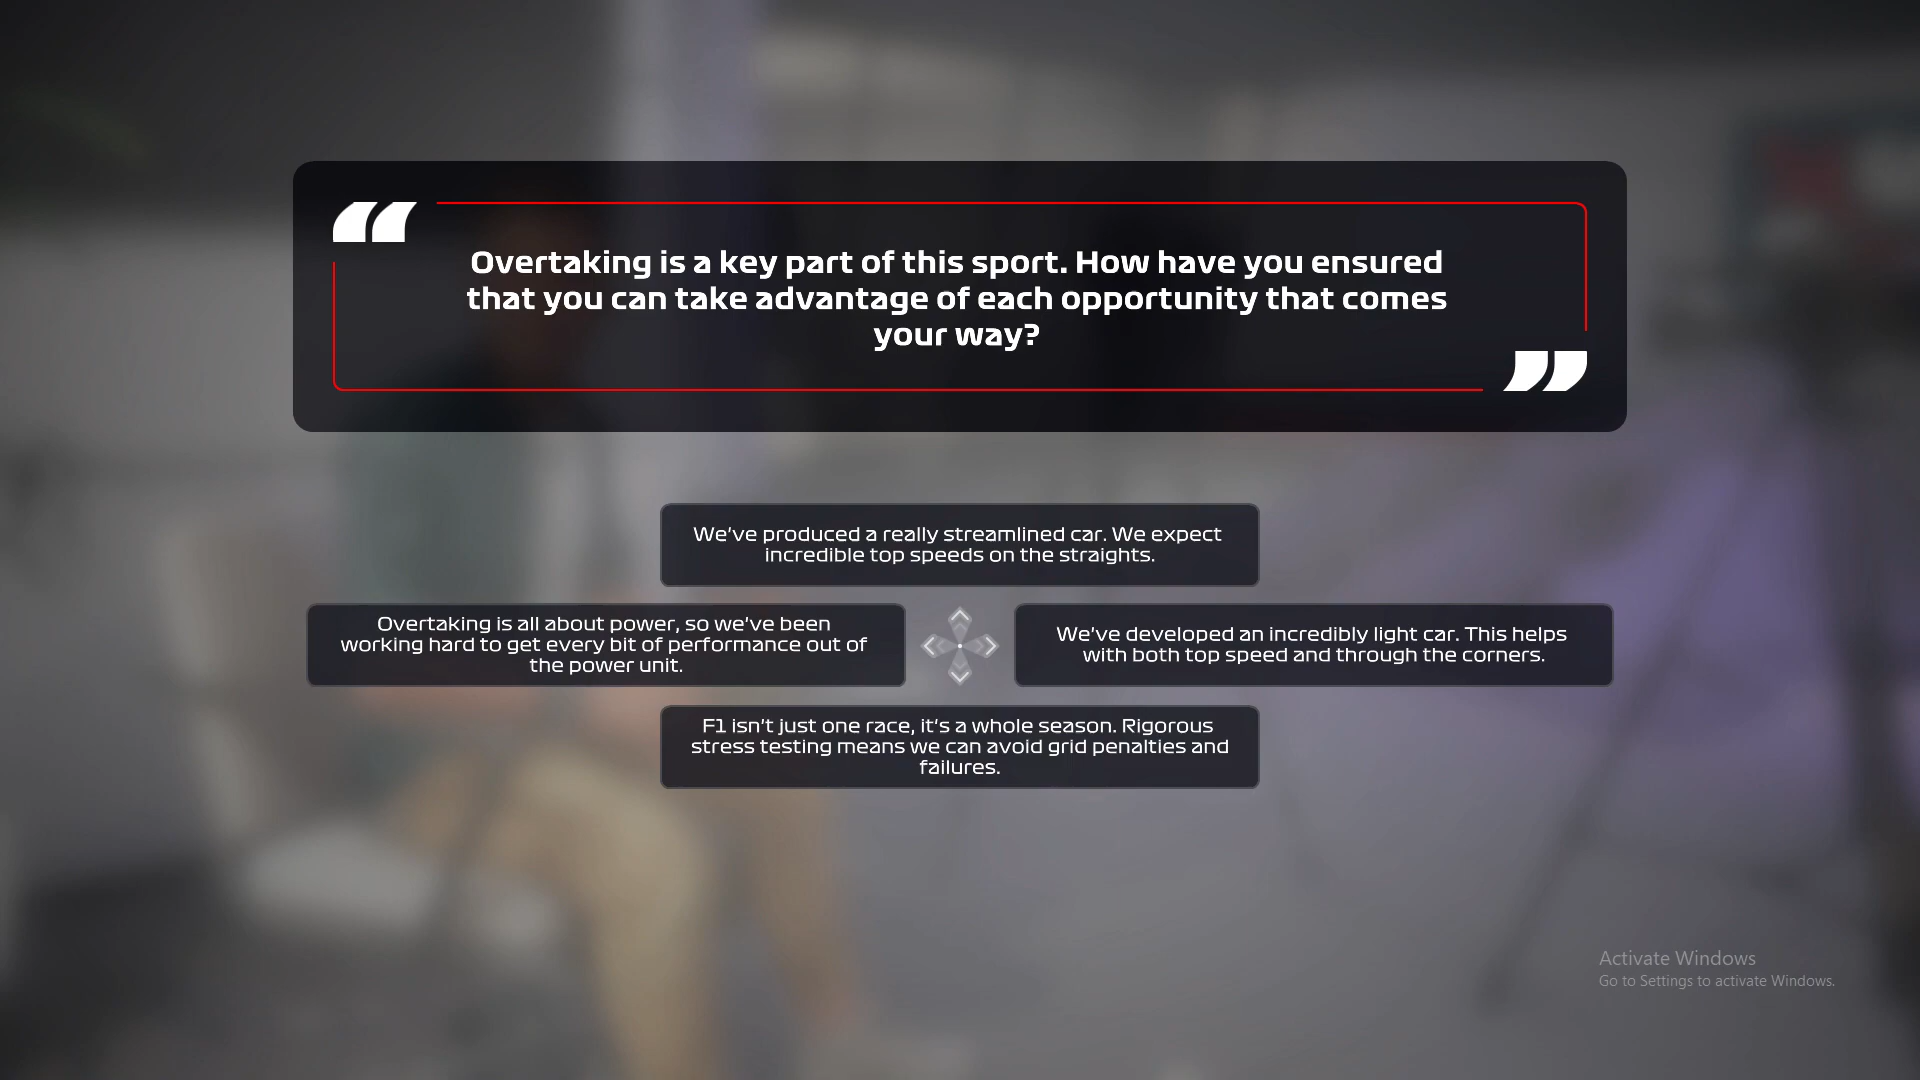 Overtaking is a key part of this sport. How have you ensured
that you can take advantage of each opportunity that comes
your way?
We've produced a really streamlined car. We expect
incredible top speeds on the straights.
Overtaking is all about power, so we've been
working hard to get every bit of performance out of
the power unit.
We've developed an incredibly light car. This helps
with both top speed and through the corners.
F1 isn't just one race, it's a whole season. Rigorous
stress testing means we can avoid grid penalties and
failures.
Activate Windows
Go to Settings to activate Windows.